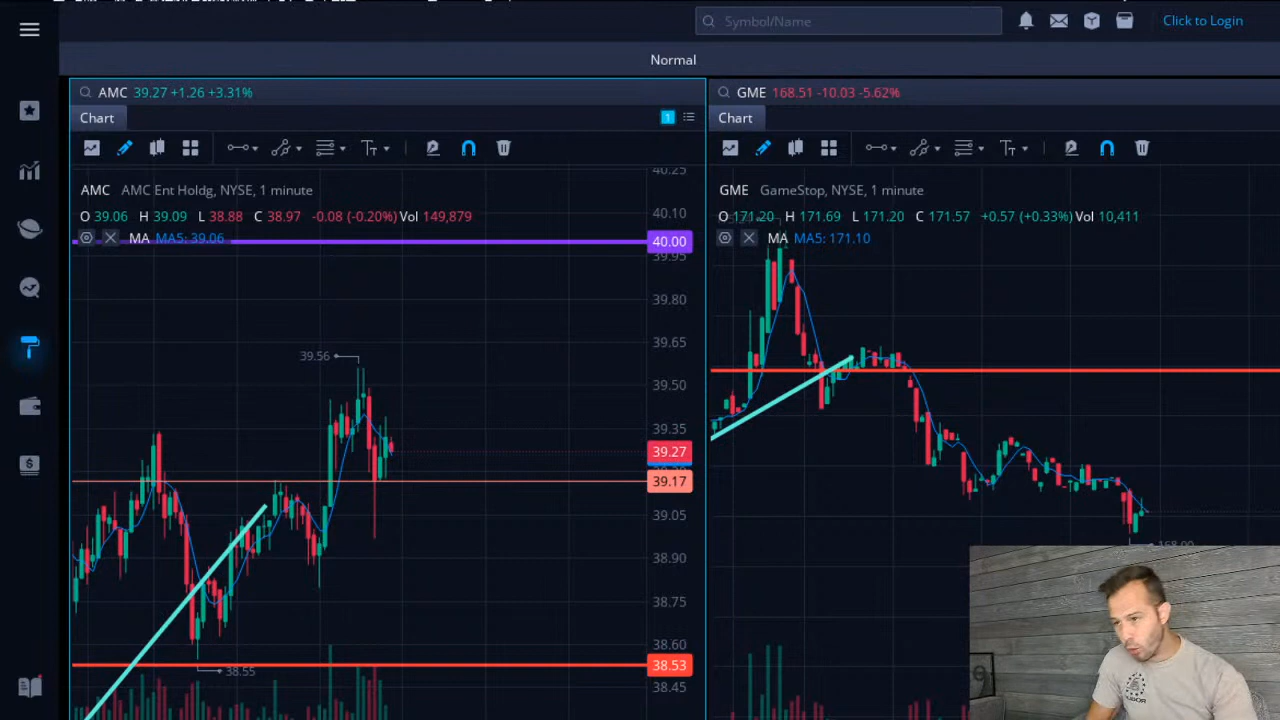 Symbol/Name
Click to Login
Normal
AMC 39.27 +1.26 +3.31%
Chart
1
AMC AMC Ent Holdg, NYSE, 1 minute
O 39.06 H 39.09 L 38.88 C 38.97 -0.08 (-0.20%) Vol 149,879
MA MA5: 39.06
40.25
40.10
40.00
39.95
39.80
39.65
39.56
39.50
39.35
39.27
39.17
39.05
38.90
38.75
38.60
38.53
38.55
38.45
GME 168.51 -10.03 -5.62%
Chart
GME GameStop, NYSE, 1 minute
O 171.20 H 171.69 L 171.20 C 171.57 +0.57 (+0.33%) Vol 10,411
MA MA5: 171.10
168.00